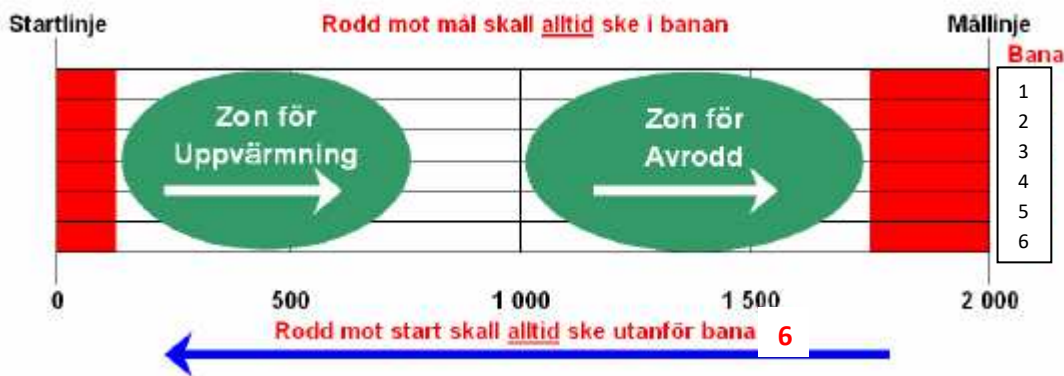 Startlinje
Rodd mot mål skall alltid ske i banan
Mållinje
Bana
Zon för
Uppvärmning
Zon för
Avrodd
1
2
3
4
5
6
0
500
1 000
1 500
2 000
Rodd mot start skall alltid ske utanför bana 6